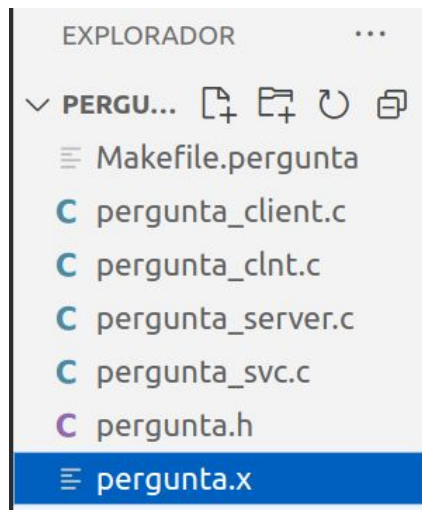 EXPLORADOR ...
PERGU...
Makefile.pergunta
C pergunta_client.c
C pergunta_clnt.c
C pergunta_server.c
C pergunta_svc.c
C pergunta.h
pergunta.x